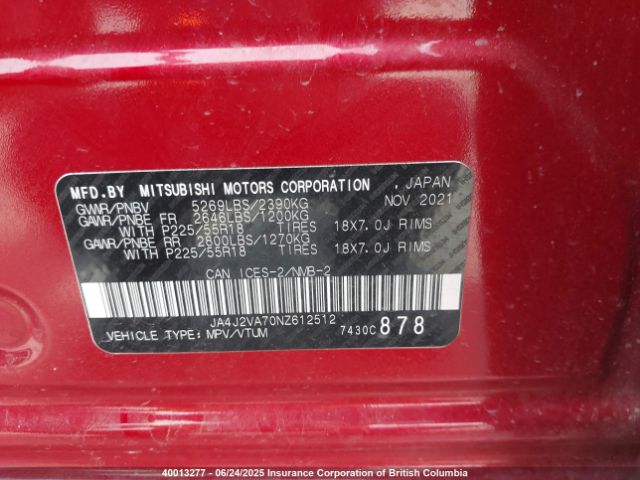 MFD.BY MITSUBISHI MOTORS CORPORATION . JAPAN
GVWR/PNBV 5269LBS/2390KG NOV 2021
GAWR/PNBE FR 2646LBS/1200KG
WITH P225/55R18 TIRES 18X7.0J RIMS
GAWR/PNBE RR 2800LBS/1270KG
WITH P225/55R18 TIRES 18X7.0J RIMS
CAN ICES-2/NMB-2
JA4J2VA70NZ612512
VEHICLE TYPE: MPV/VTUM 7430C 878
40013277 - 06/24/2025 Insurance Corporation of British Columbia